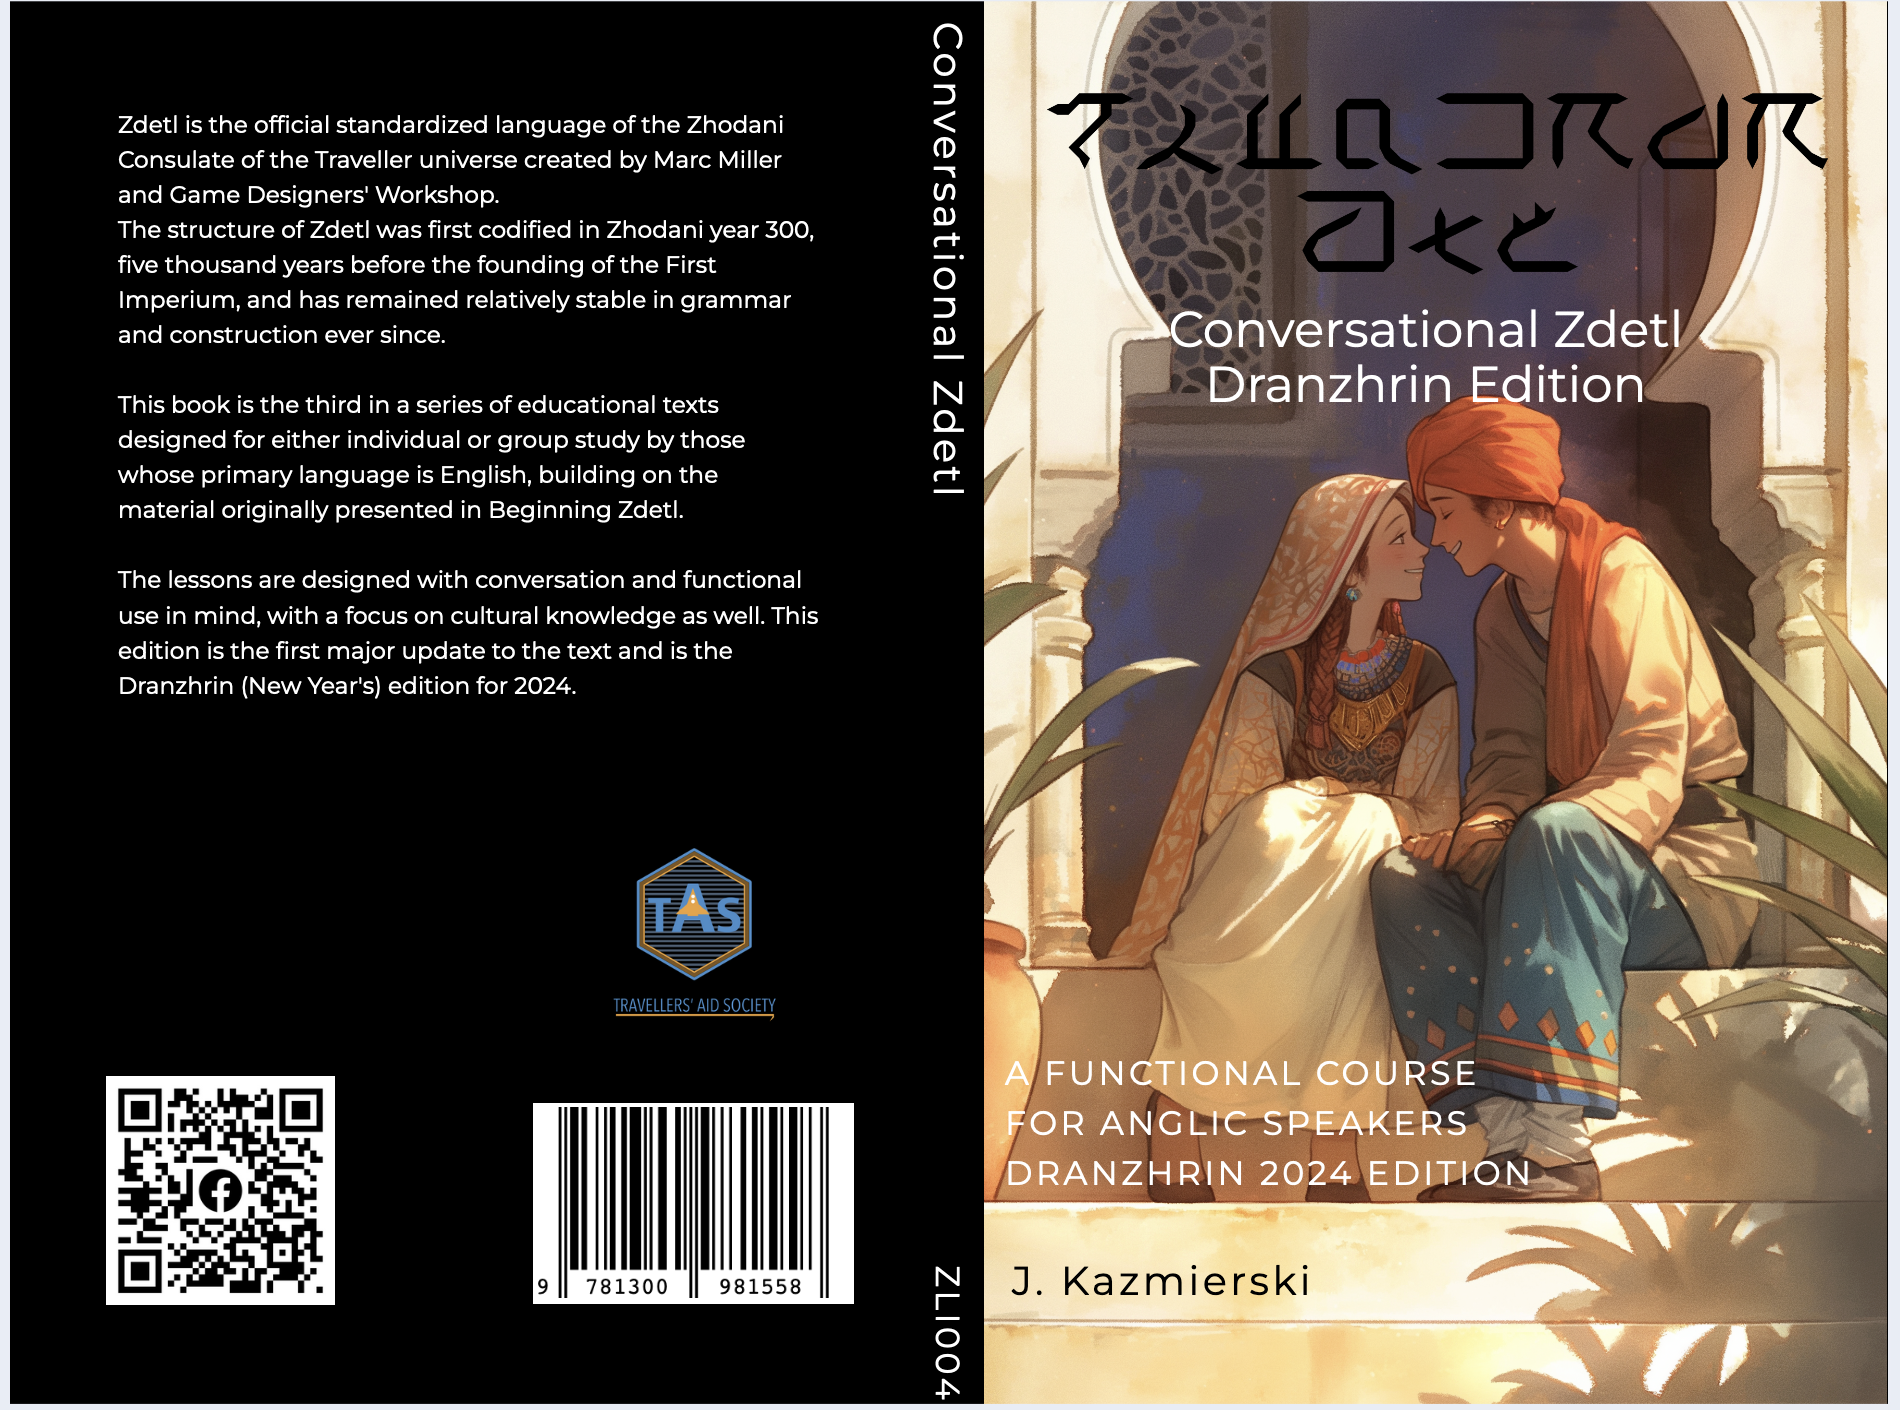 Zdetl is the official standardized language of the Zhodani
Consulate of the Traveller universe created by Marc Miller
and Game Designers' Workshop.
The structure of Zdetl was first codified in Zhodani year 300,
five thousand years before the founding of the First
Imperium, and has remained relatively stable in grammar
and construction ever since.
This book is the third in a series of educational texts
designed for either individual or group study by those
whose primary language is English, building on the
material originally presented in Beginning Zdetl.
The lessons are designed with conversation and functional
use in mind, with a focus on cultural knowledge as well. This
edition is the first major update to the text and is the
Dranzhrin (New Year's) edition for 2024.
TAS
TRAVELLERS' AID SOCIETY
9 781300 981558
Conversational Zdetl
ZLI004
Conversational Zdetl
Dranzhrin Edition
A FUNCTIONAL COURSE
FOR ANGLIC SPEAKERS
DRANZHRIN 2024 EDITION
J. Kazmierski